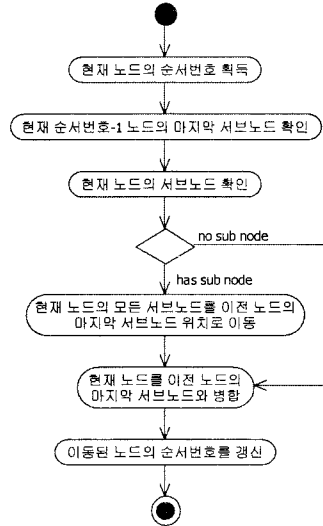 현재 노드의 순서번호 획득
현재 순서번호-1 노드의 마지막 서브노드 확인
현재 노드의 서브노드 확인
no sub node
has sub node
현재 노드의 모든 서브노드를 이전 노드의
마지막 서브노드 위치로 이동
현재 노드를 이전 노드의
마지막 서브노드와 병합
이동된 노드의 순서번호를 갱신